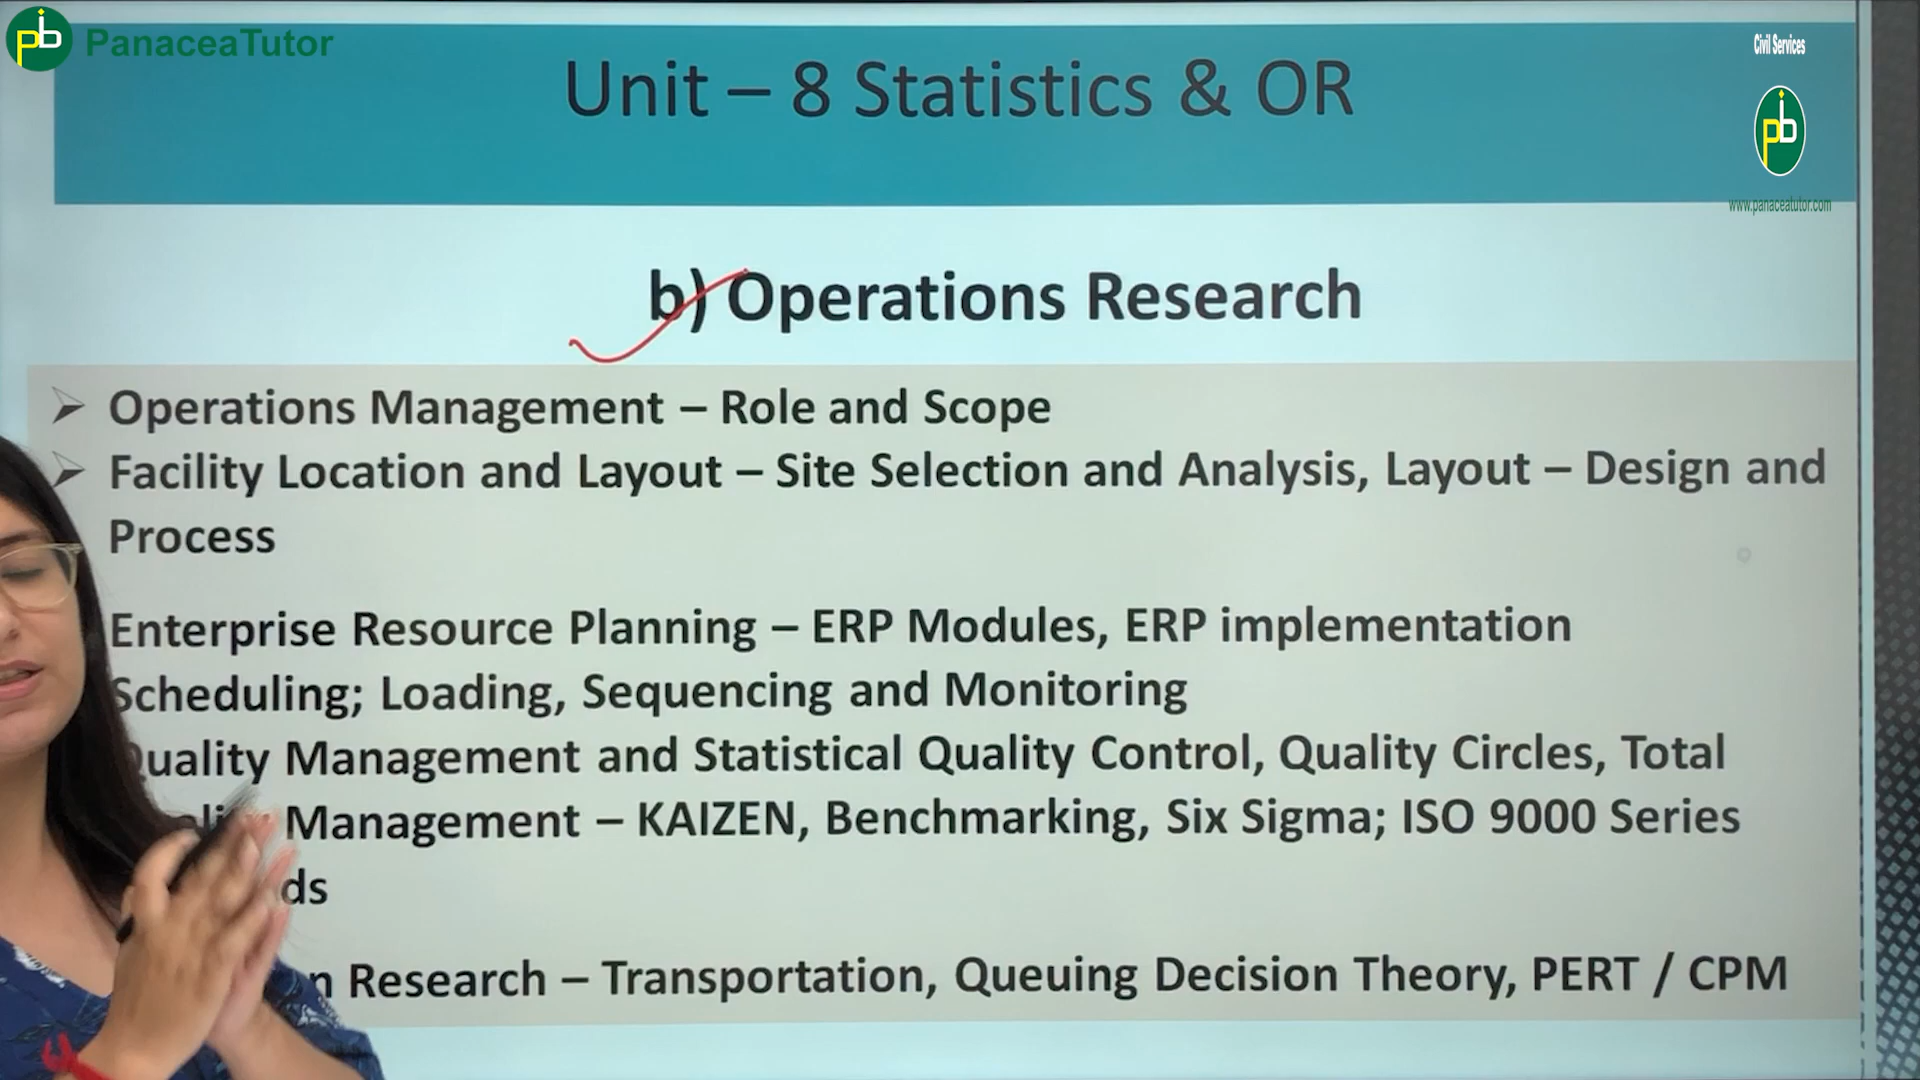 PanaceaTutor
Civil Services
Unit – 8 Statistics & OR
www.panaceatutor.com
b) Operations Research
➢ Operations Management – Role and Scope
➢ Facility Location and Layout – Site Selection and Analysis, Layout – Design and
Process
Enterprise Resource Planning – ERP Modules, ERP implementation
Scheduling; Loading, Sequencing and Monitoring
Quality Management and Statistical Quality Control, Quality Circles, Total
Management – KAIZEN, Benchmarking, Six Sigma; ISO 9000 Series
Research – Transportation, Queuing Decision Theory, PERT / CPM